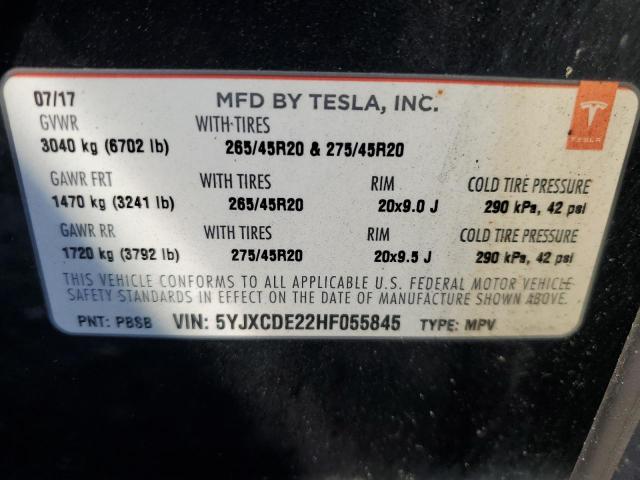 07/17 MFD BY TESLA, INC.
GVWR WITH TIRES
3040 kg (6702 lb) 265/45R20 & 275/45R20
TESLA
GAWR FRT WITH TIRES RIM COLD TIRE PRESSURE
1470 kg (3241 lb) 265/45R20 20x9.0 J 290 kPa, 42 psi
GAWR RR WITH TIRES RIM COLD TIRE PRESSURE
1720 kg (3792 lb) 275/45R20 20x9.5 J 290 kPa, 42 psi
THIS VEHICLE CONFORMS TO ALL APPLICABLE U.S. FEDERAL MOTOR VEHICLE
SAFETY STANDARDS IN EFFECT ON THE DATE OF MANUFACTURE SHOWN ABOVE.
PNT: PBSB VIN: 5YJXCDE22HF055845 TYPE: MPV